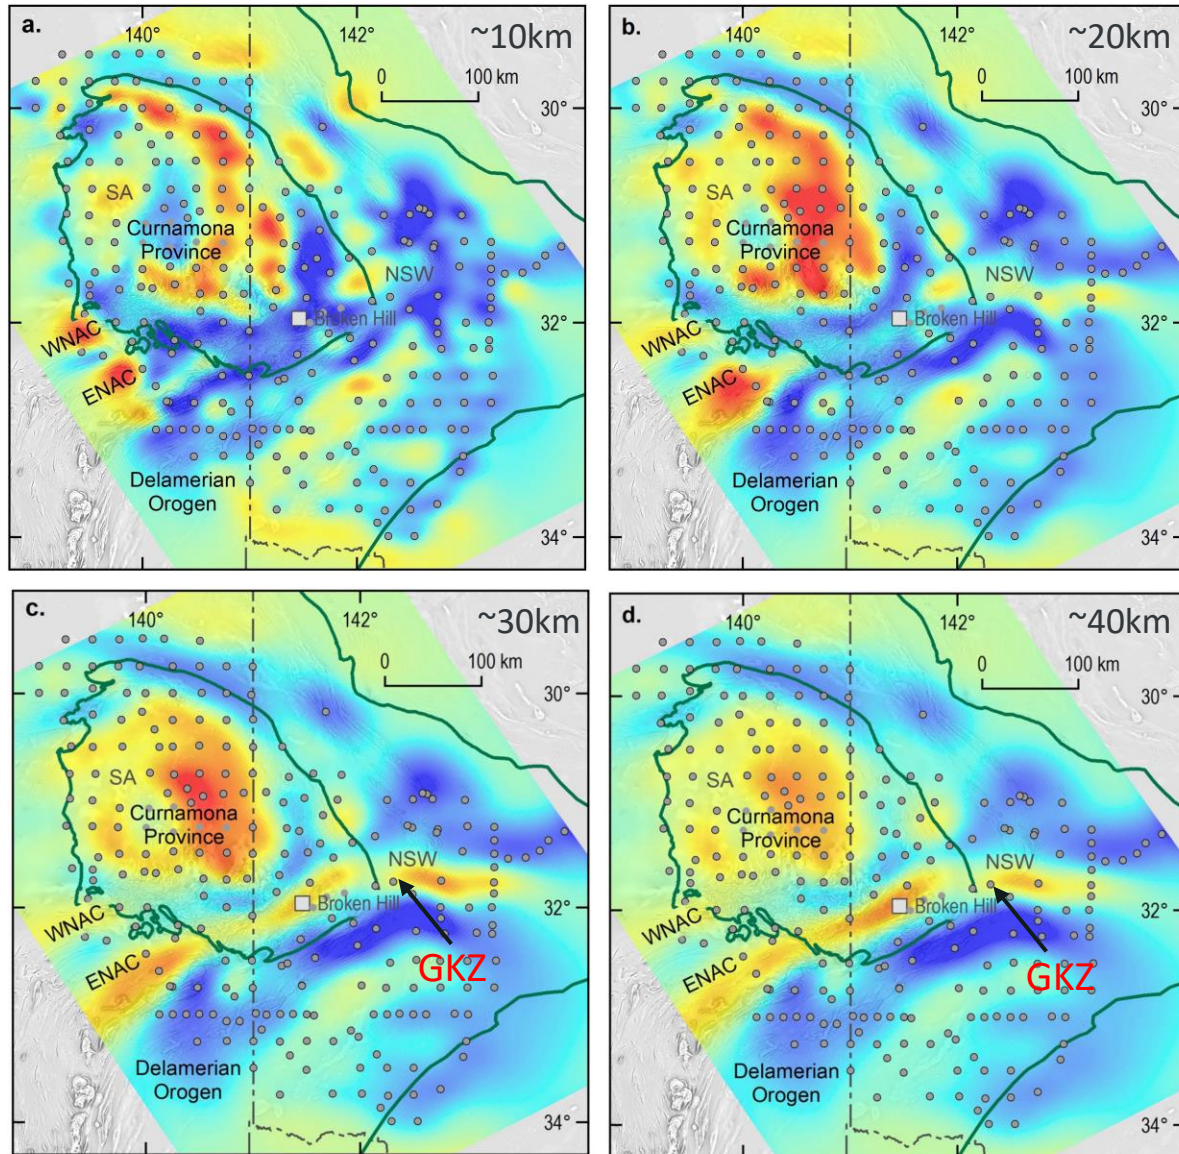 a.
140°
142°
~10km
0
100 km
30°
SA
Curnamona
Province
NSW
Broken Hill
32°
WNAC
ENAC
Delamerian
Orogen
34°
b.
140°
142°
~20km
0
100 km
30°
SA
Curnamona
Province
NSW
Broken Hill
32°
WNAC
ENAC
Delamerian
Orogen
34°
c.
140°
142°
~30km
0
100 km
30°
SA
Curnamona
Province
NSW
Broken Hill
32°
WNAC
ENAC
GKZ
Delamerian
Orogen
34°
d.
140°
142°
~40km
0
100 km
30°
SA
Curnamona
Province
NSW
Broken Hill
32°
WNAC
ENAC
GKZ
Delamerian
Orogen
34°